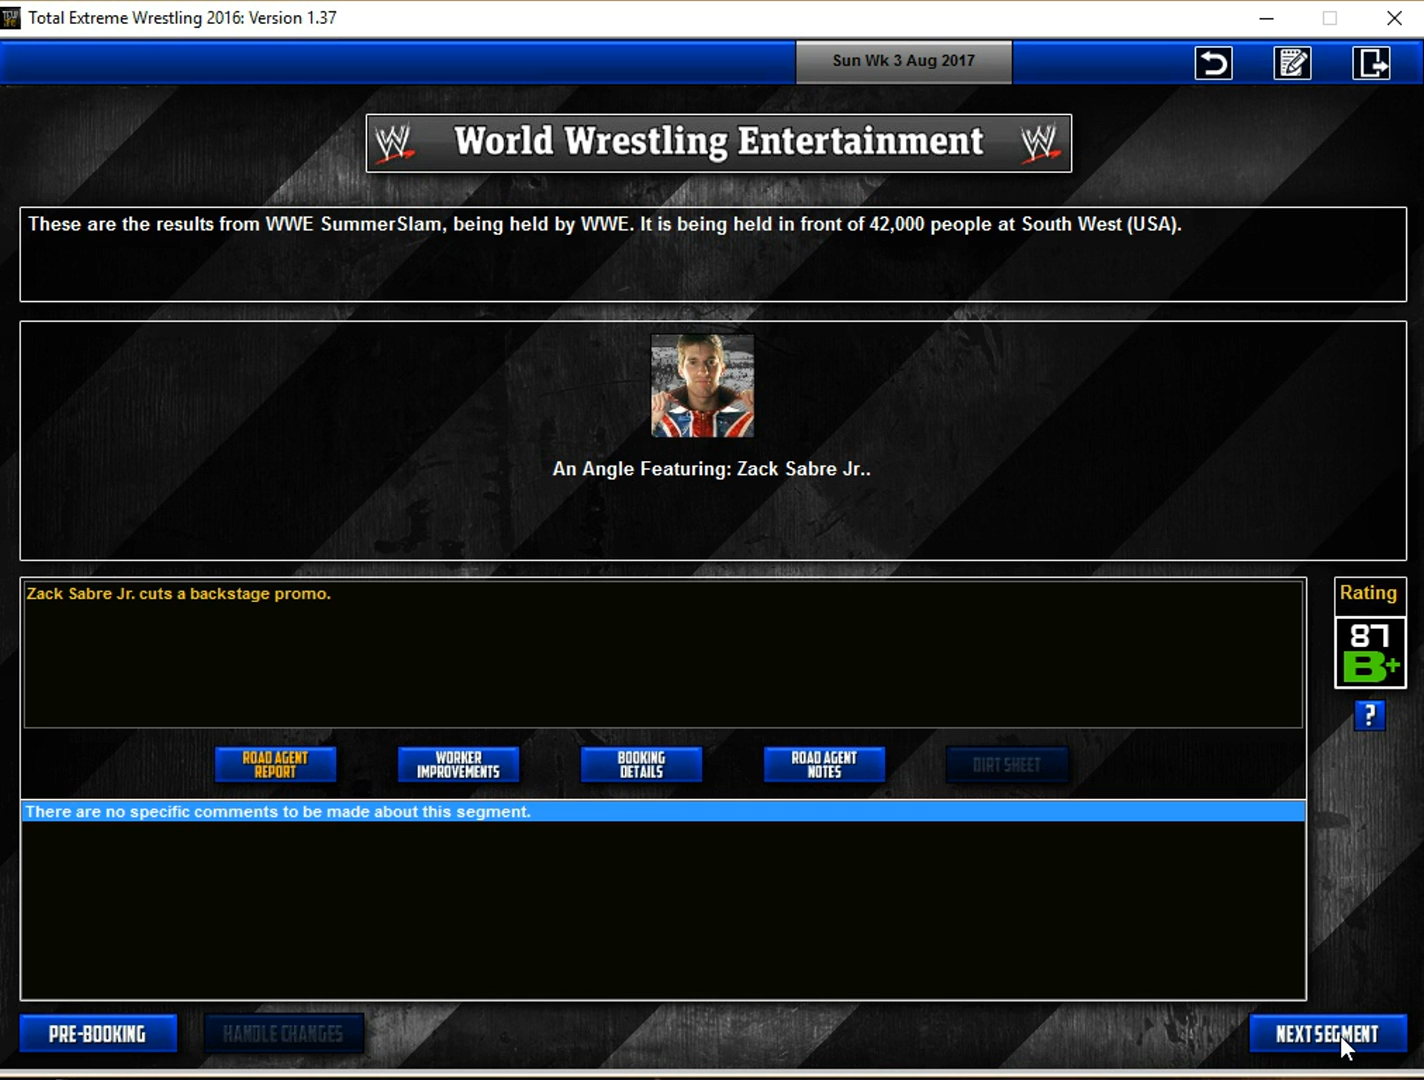 Total Extreme Wrestling 2016: Version 1.37
Sun Wk 3 Aug 2017
World Wrestling Entertainment
These are the results from WWE SummerSlam, being held by WWE. It is being held in front of 42,000 people at South West (USA).
An Angle Featuring: Zack Sabre Jr..
Zack Sabre Jr. cuts a backstage promo.
Rating
87
B+
?
ROAD AGENT
REPORT
WORKER
IMPROVEMENTS
BOOKING
DETAILS
ROAD AGENT
NOTES
DIRT SHEET
There are no specific comments to be made about this segment.
PRE-BOOKING
HANDLE CHANGES
NEXT SEGMENT